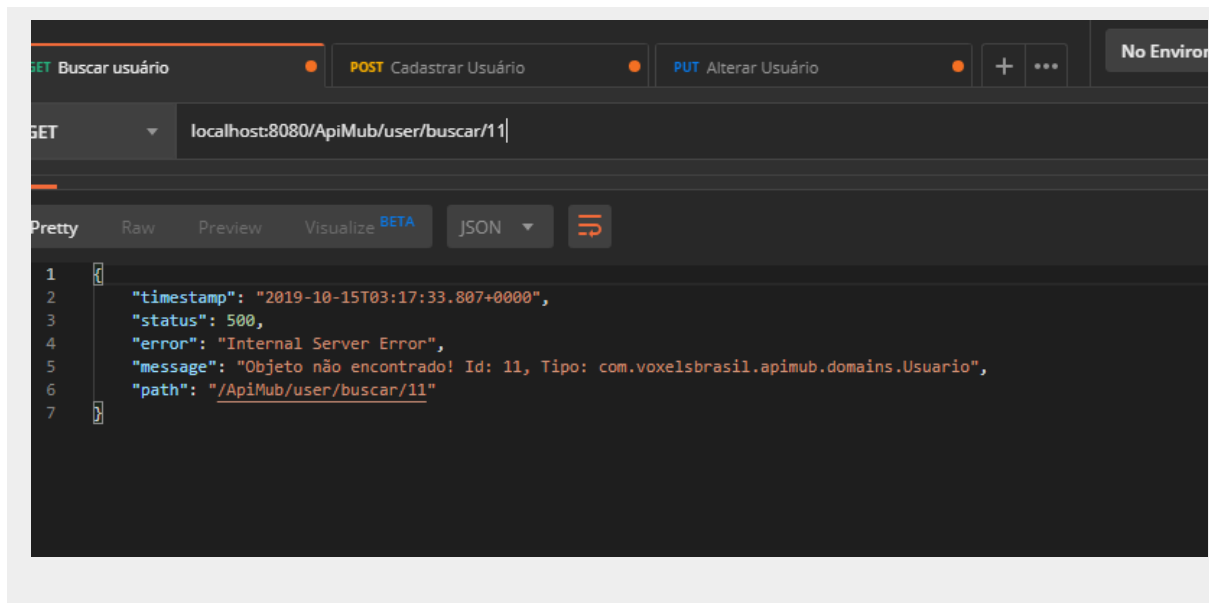 GET Buscar usuário
POST Cadastrar Usuário
PUT Alterar Usuário
+ •••
No Environ
GET
localhost:8080/ApiMub/user/buscar/11
Pretty Raw Preview Visualize BETA JSON
1 {
2 "timestamp": "2019-10-15T03:17:33.807+0000",
3 "status": 500,
4 "error": "Internal Server Error",
5 "message": "Objeto não encontrado! Id: 11, Tipo: com.voxelsbrasil.apimub.domains.Usuario",
6 "path": "/ApiMub/user/buscar/11"
7 }